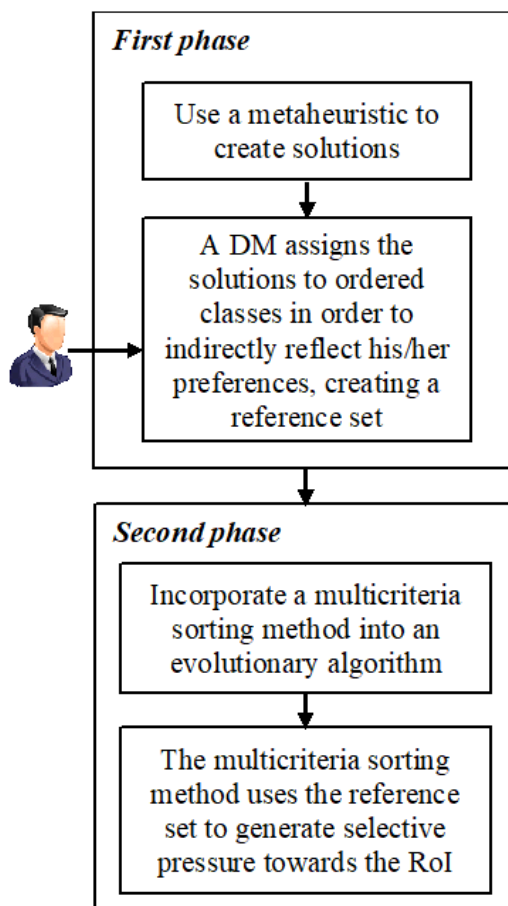 First phase
Use a metaheuristic to
create solutions
A DM assigns the
solutions to ordered
classes in order to
indirectly reflect his/her
preferences, creating a
reference set
Second phase
Incorporate a multicriteria
sorting method into an
evolutionary algorithm
The multicriteria sorting
method uses the reference
set to generate selective
pressure towards the RoI